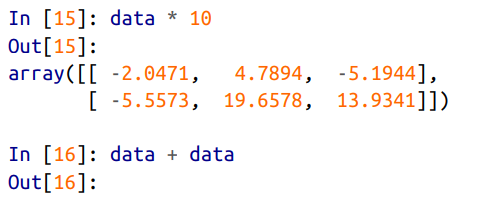 In [15]: data * 10
Out[15]:
array([[ -2.0471,   4.7894,  -5.1944],
       [ -5.5573,  19.6578,  13.9341]])
In [16]: data + data
Out[16]: